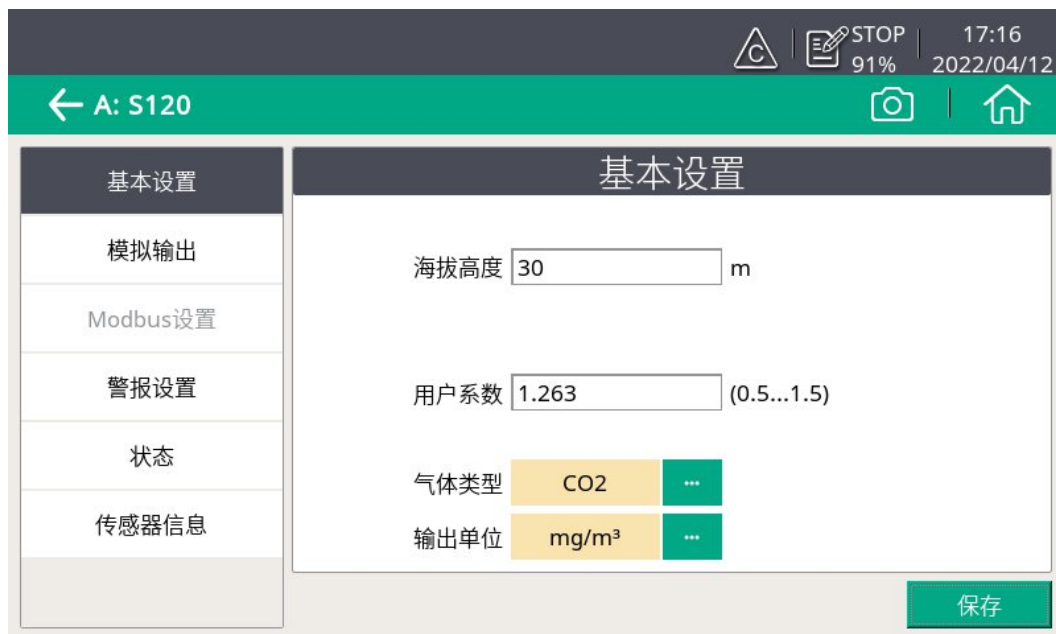 C STOP 17:16
91% 2022/04/12
A: S120
基本设置
模拟输出
Modbus设置
警报设置
状态
传感器信息
基本设置
海拔高度 30 m
用户系数 1.263 (0.5...1.5)
气体类型 CO2 ...
输出单位 mg/m³ ...
保存